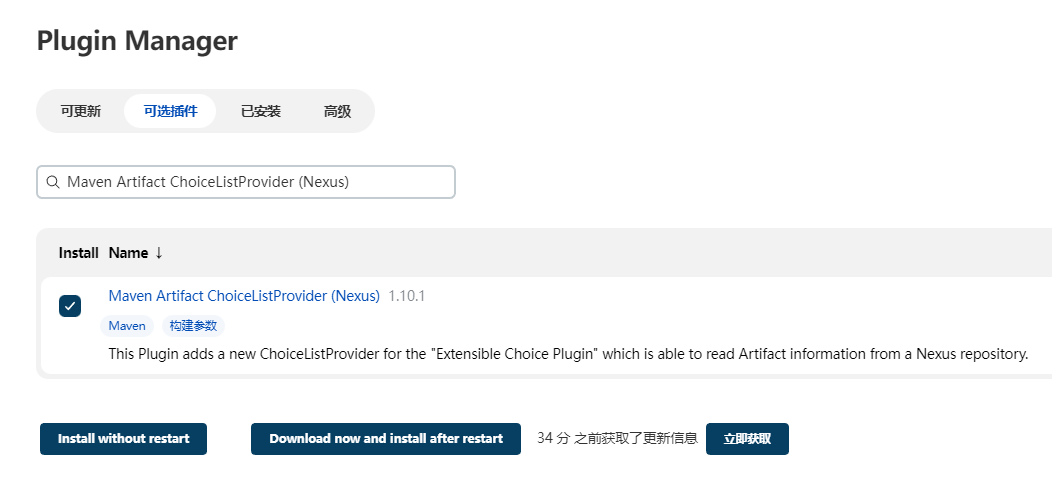 Plugin Manager
可更新 可选插件 已安装 高级
Maven Artifact ChoiceListProvider (Nexus)
Install Name ↓
Maven Artifact ChoiceListProvider (Nexus) 1.10.1
Maven 构建参数
This Plugin adds a new ChoiceListProvider for the "Extensible Choice Plugin" which is able to read Artifact information from a Nexus repository.
Install without restart Download now and install after restart 34 分 之前获取了更新信息 立即获取